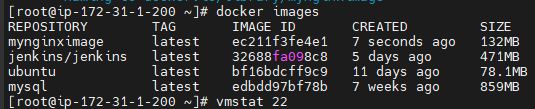 [root@ip-172-31-1-200 ~]# docker images
REPOSITORY TAG IMAGE ID CREATED SIZE
mynginximage latest ec211f3fe4e1 7 seconds ago 132MB
jenkins/jenkins latest 32688fa098c8 5 days ago 471MB
ubuntu latest bf16bdcff9c9 11 days ago 78.1MB
mysql latest edbdd97bf78b 7 weeks ago 859MB
[root@ip-172-31-1-200 ~]# vmstat 22